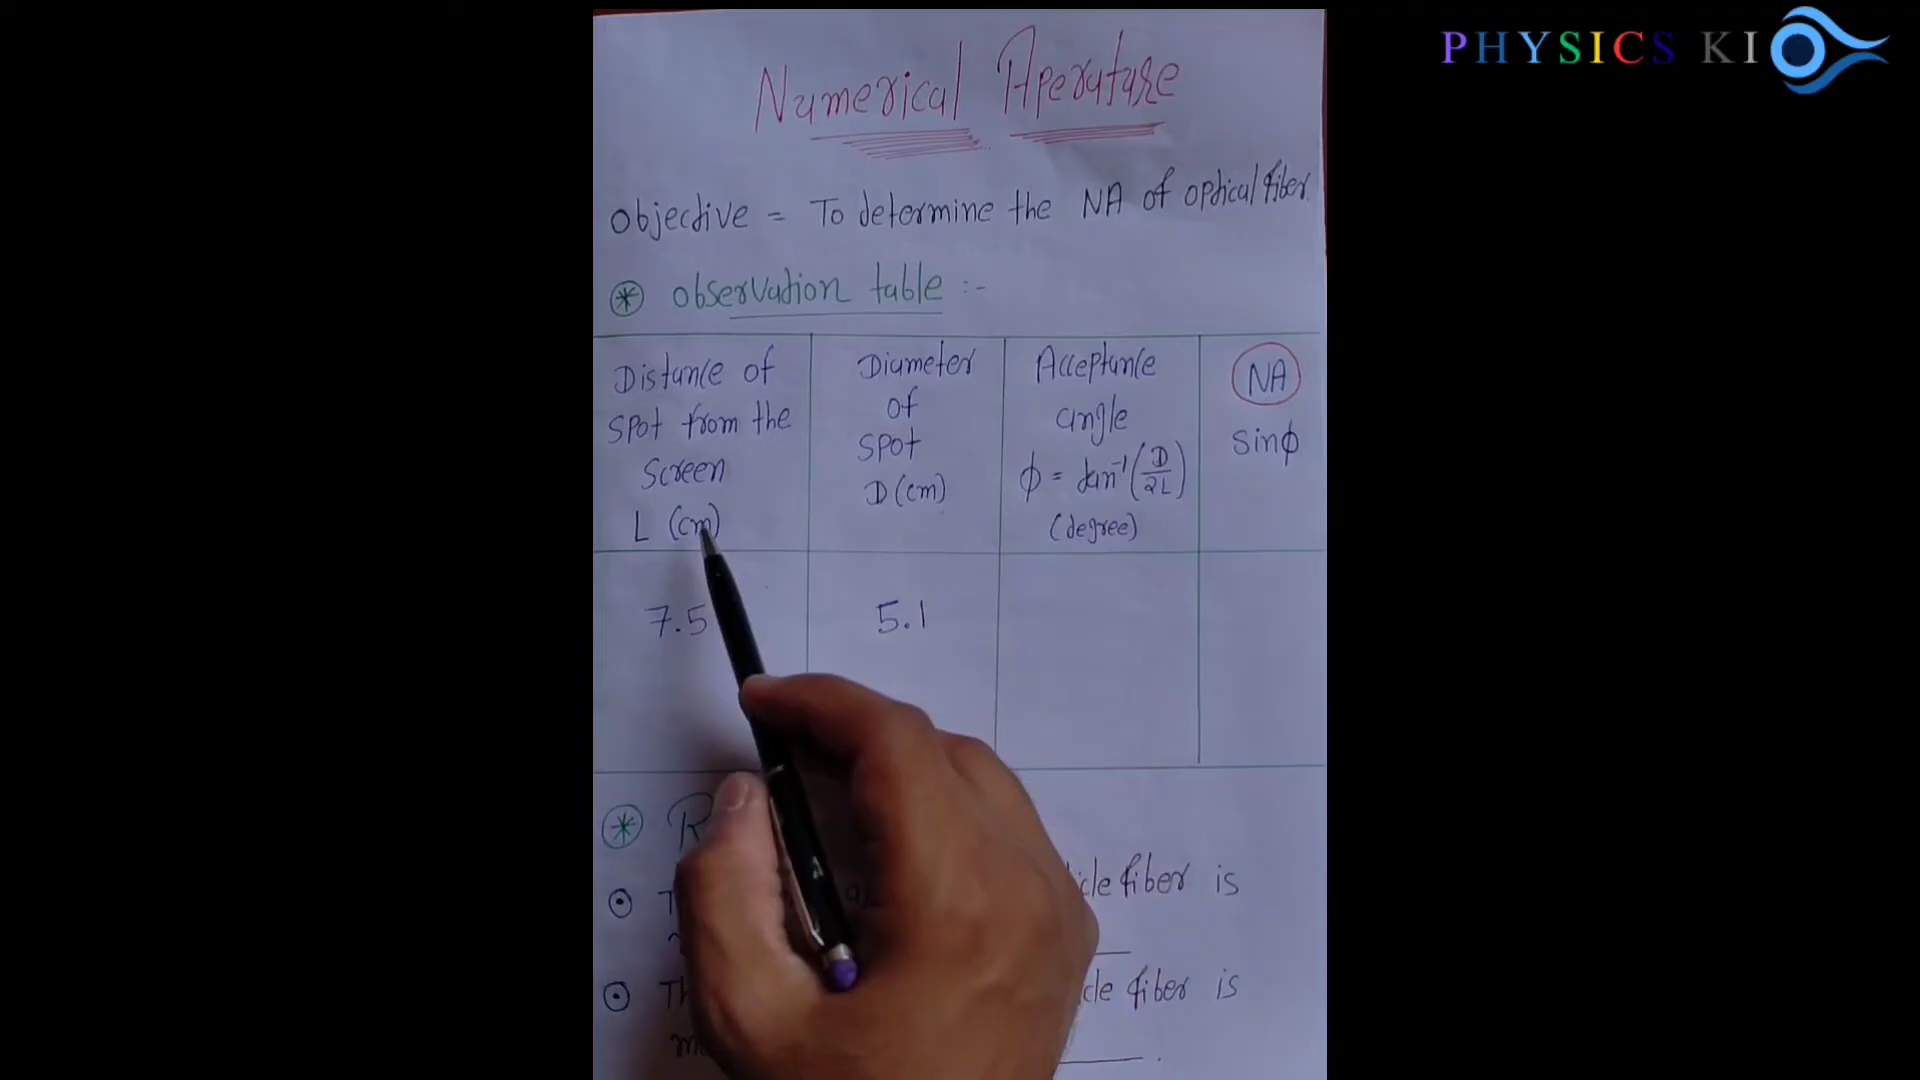 PHYSICS KI
Numerical Aperature
Objective = To determine the NA of optical fiber.
* Observation table :-
Distance of
spot from the
Screen
L (cm)
Diameter
of
Spot
D (cm)
Acceptance
angle
ϕ = tan⁻¹(D/2L)
(degree)
NA
sinϕ
7.5
5.1
fiber is
fiber is